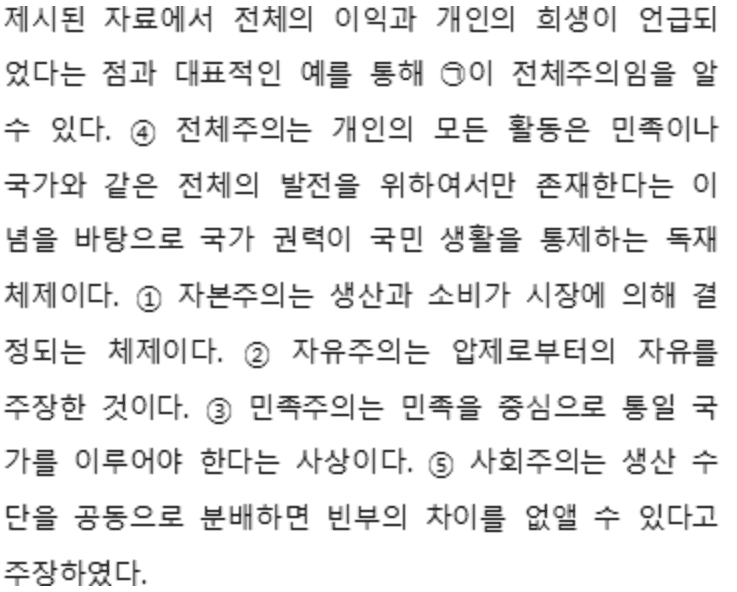 제시된 자료에서 전체의 이익과 개인의 희생이 언급되
었다는 점과 대표적인 예를 통해 ㉠이 전체주의임을 알
수 있다. ④ 전체주의는 개인의 모든 활동은 민족이나
국가와 같은 전체의 발전을 위하여서만 존재한다는 이
념을 바탕으로 국가 권력이 국민 생활을 통제하는 독재
체제이다. ① 자본주의는 생산과 소비가 시장에 의해 결
정되는 체제이다. ② 자유주의는 압제로부터의 자유를
주장한 것이다. ③ 민족주의는 민족을 중심으로 통일 국
가를 이루어야 한다는 사상이다. ⑤ 사회주의는 생산 수
단을 공동으로 분배하면 빈부의 차이를 없앨 수 있다고
주장하였다.